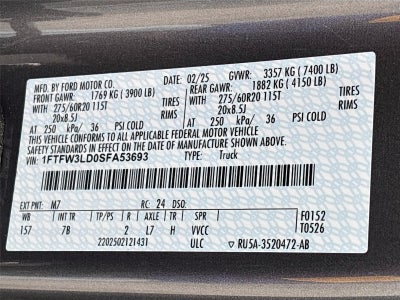 MFD. BY FORD MOTOR CO.
DATE: 02/25 GVWR: 3357 KG (7400 LB)
FRONT GAWR: 1769 KG (3900 LB) REAR GAWR: 1882 KG (4150 LB)
275/60R20 115T TIRES 275/60R20 115T TIRES
20x8.5J RIMS 20x8.5J RIMS
AT 250 kPa/ 36 PSI COLD AT 250 kPa/ 36 PSI COLD
THIS VEHICLE CONFORMS TO ALL APPLICABLE FEDERAL MOTOR VEHICLE
SAFETY STANDARDS IN EFFECT ON THE DATE OF MANUFACTURE SHOWN ABOVE.
VIN: 1FTFW3LD0SFA53693 TYPE: Truck
EXT PNT: M7 RC: 24 DSO:
WB INTF TR TP/PS R AXLE TR SPR F0152
157 7B 2 L7 H VVCC T0526
2202502121431 ULC RU5A-3520472-AB